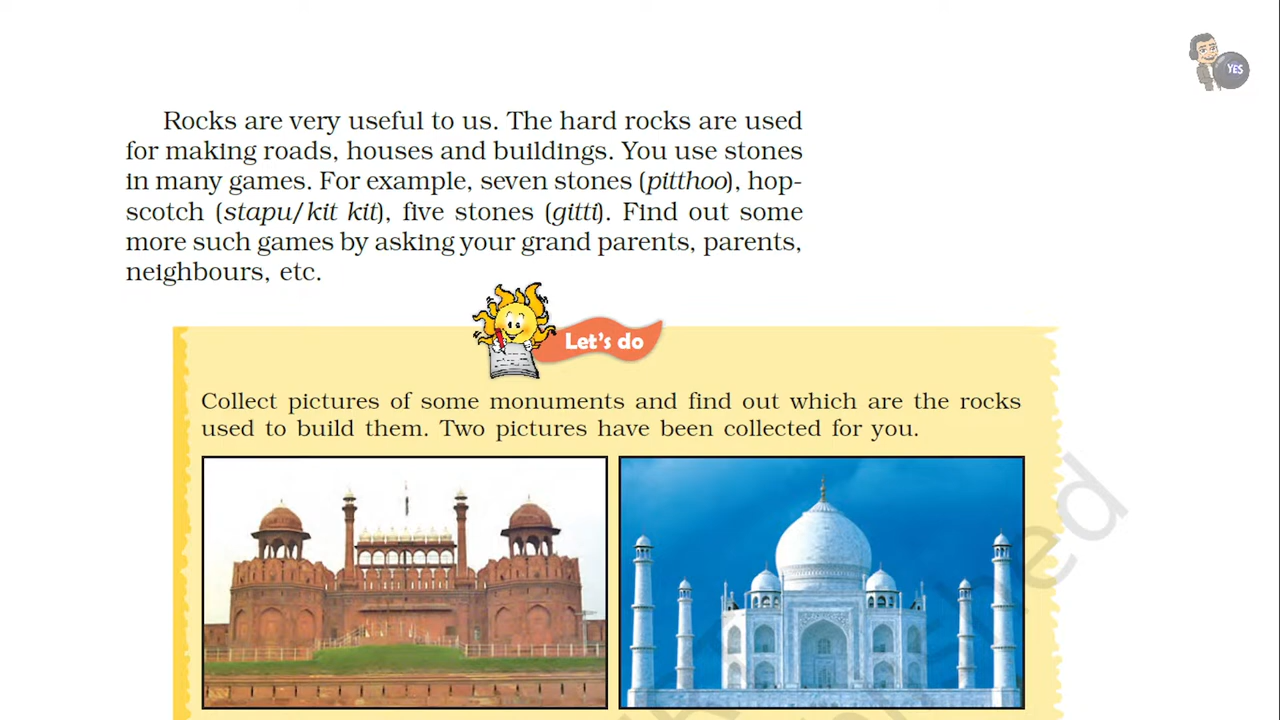 YES
Rocks are very useful to us. The hard rocks are used
for making roads, houses and buildings. You use stones
in many games. For example, seven stones (pitthoo), hop-
scotch (stapu/kit kit), five stones (gitti). Find out some
more such games by asking your grand parents, parents,
neighbours, etc.
Let's do
Collect pictures of some monuments and find out which are the rocks
used to build them. Two pictures have been collected for you.